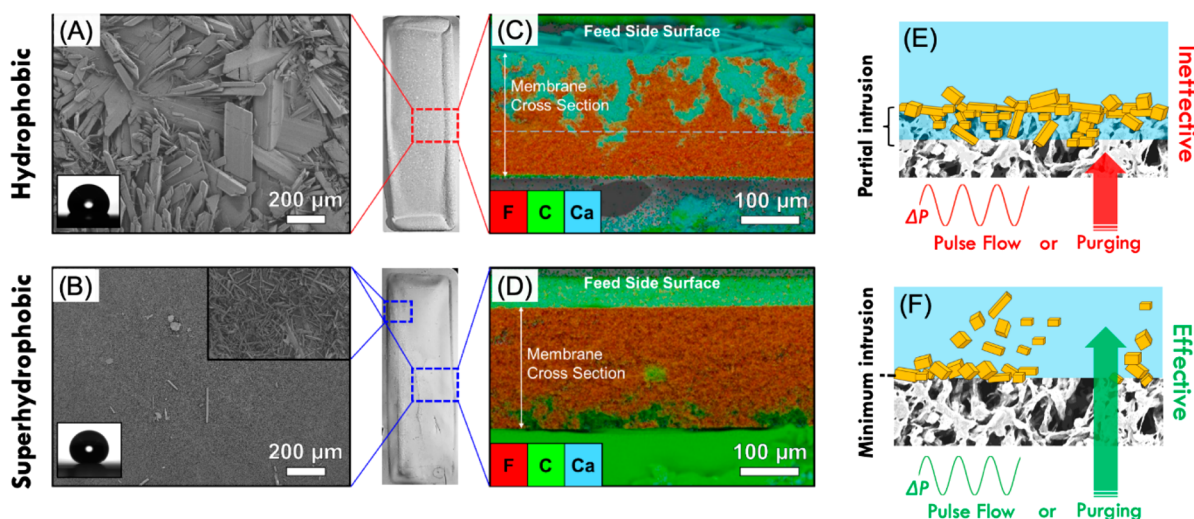 Hydrophobic
(A)
200 µm
(C)
Feed Side Surface
Membrane
Cross Section
F C Ca
100 µm
(E)
Partial intrusion
Ineffective
ΔP
Pulse Flow or Purging
Superhydrophobic
(B)
200 µm
(D)
Feed Side Surface
Membrane
Cross Section
F C Ca
100 µm
(F)
Minimum intrusion
Effective
ΔP
Pulse Flow or Purging